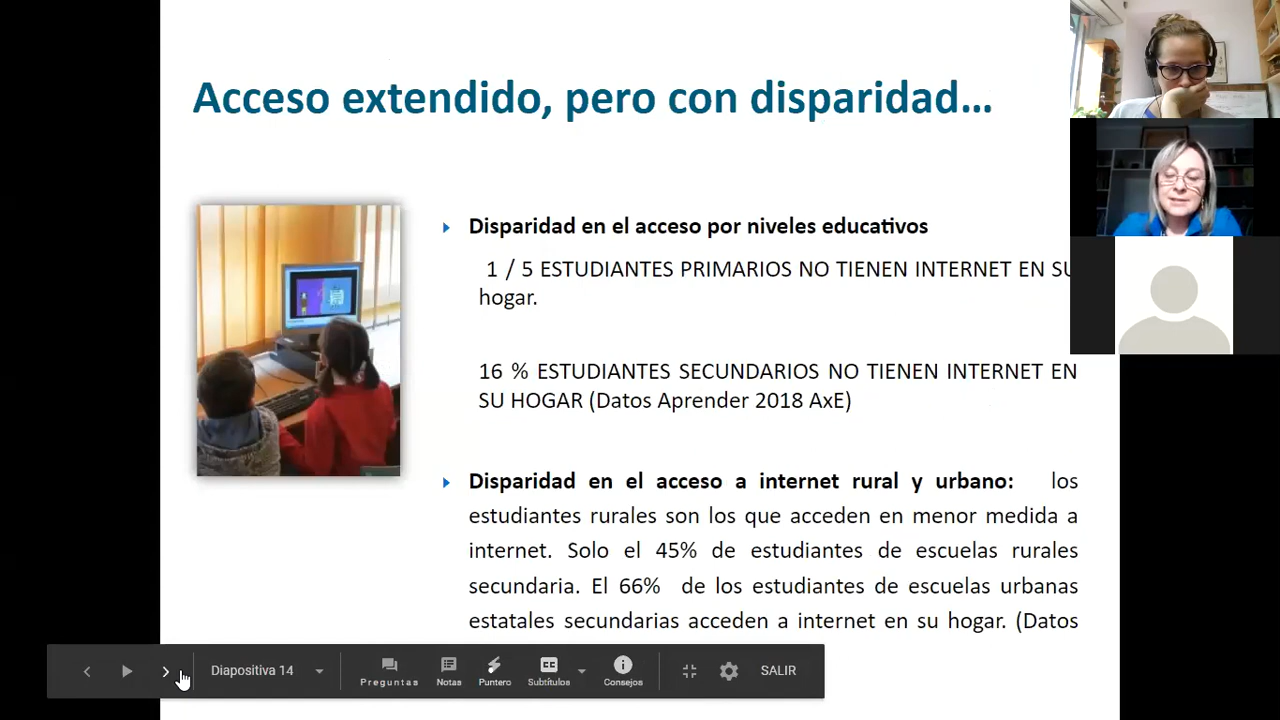 Acceso extendido, pero con disparidad…
Disparidad en el acceso por niveles educativos
1 / 5 ESTUDIANTES PRIMARIOS NO TIENEN INTERNET EN SU
hogar.
16 % ESTUDIANTES SECUNDARIOS NO TIENEN INTERNET EN
SU HOGAR (Datos Aprender 2018 AxE)
Disparidad en el acceso a internet rural y urbano: los
estudiantes rurales son los que acceden en menor medida a
internet. Solo el 45% de estudiantes de escuelas rurales
secundaria. El 66% de los estudiantes de escuelas urbanas
estatales secundarias acceden a internet en su hogar. (Datos
Diapositiva 14
Preguntas
Notas
Puntero
CC
Subtítulos
Consejos
SALIR